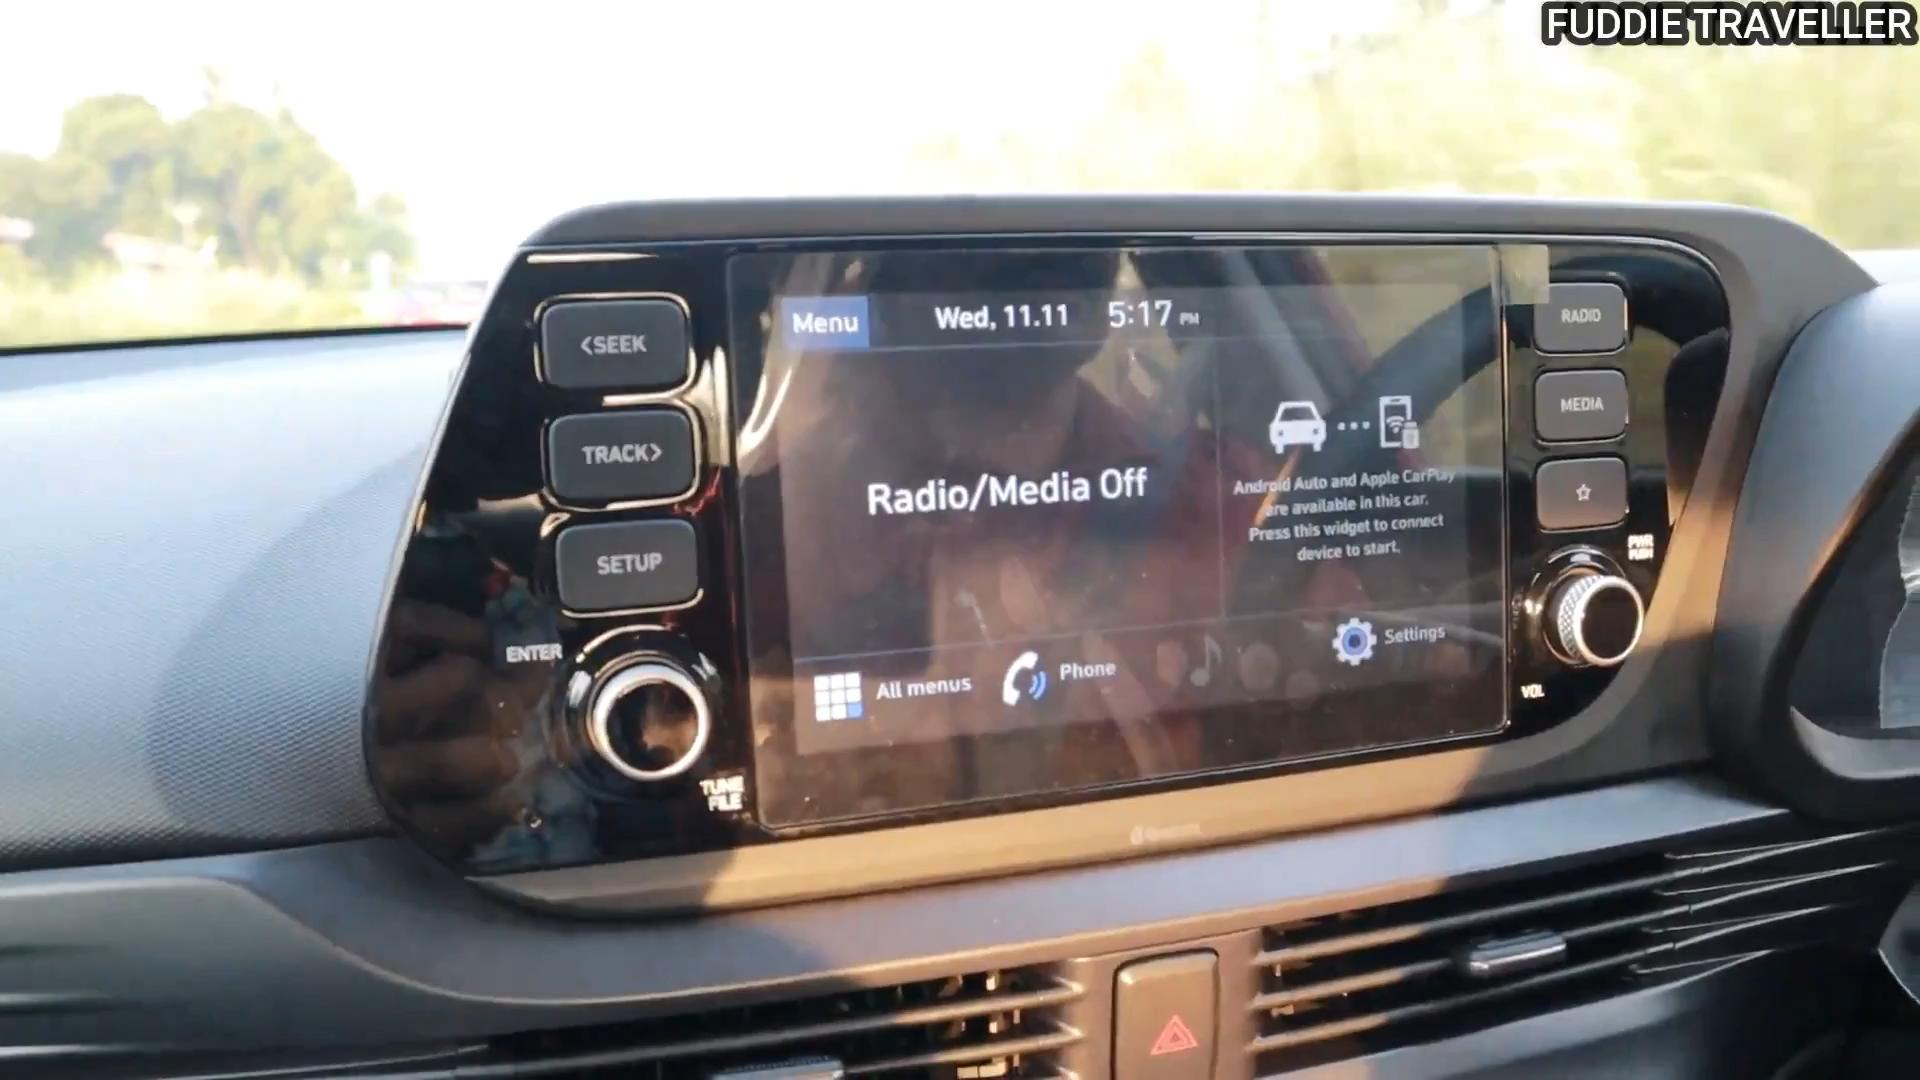 FUDDIE TRAVELLER
<SEEK
TRACK>
SETUP
ENTER
TUNE
FILE
Menu
Wed, 11.11 5:17 PM
Radio/Media Off
Android Auto and Apple CarPlay
are available in this car.
Press this widget to connect
device to start.
All menus
Phone
Settings
RADIO
MEDIA
PWR
PUSH
VOL